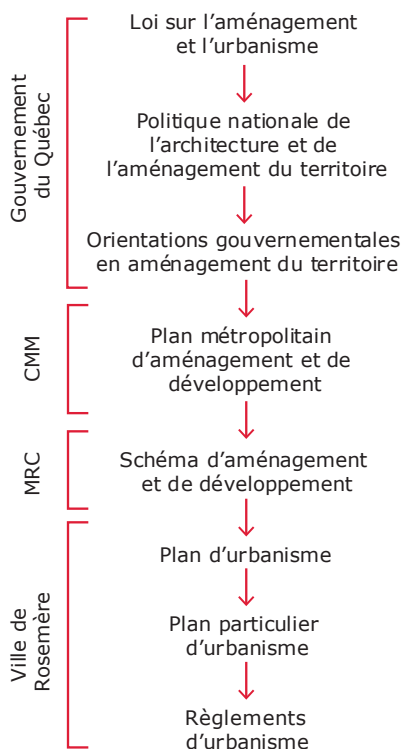 Gouvernement
du Québec
Loi sur l'aménagement
et l'urbanisme
Politique nationale de
l'architecture et de
l'aménagement du territoire
Orientations gouvernementales
en aménagement du territoire
CMM
Plan métropolitain
d'aménagement et de
développement
MRC
Schéma d'aménagement
et de développement
Ville de
Rosemère
Plan d'urbanisme
Plan particulier
d'urbanisme
Règlements
d'urbanisme